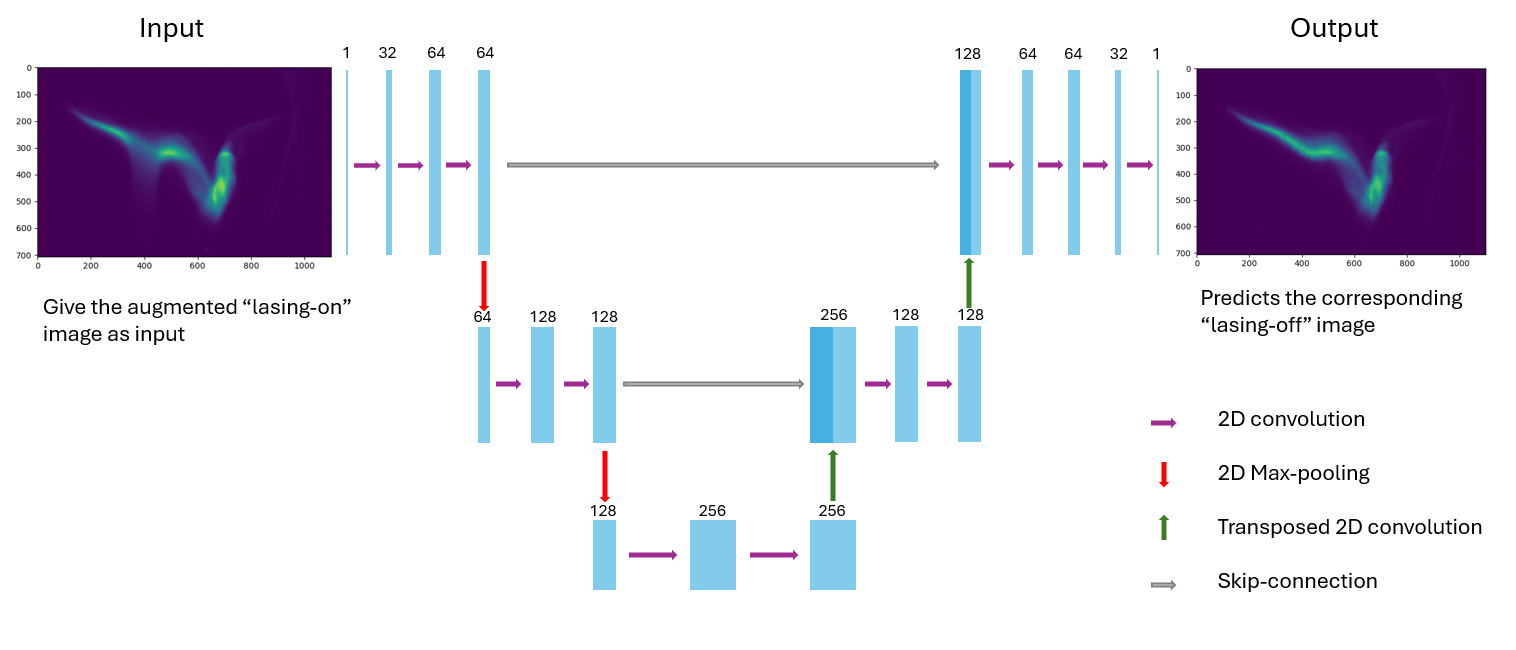 Input
Output
1 32 64 64
128 64 64 32 1
0
100
200
300
400
500
600
700
0 200 400 600 800 1000
0
100
200
300
400
500
600
700
0 200 400 600 800 1000
Give the augmented “lasing-on”
image as input
Predicts the corresponding
“lasing-off” image
64 128 128
256 128 128
128 256 256
2D convolution
2D Max-pooling
Transposed 2D convolution
Skip-connection